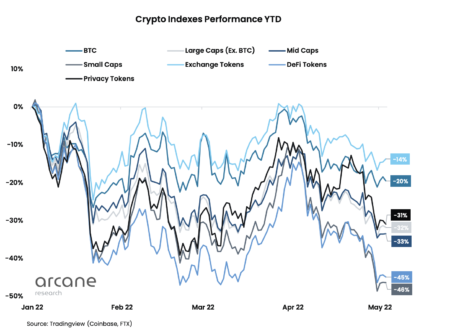 Crypto Indexes Performance YTD
BTC Large Caps (Ex. BTC) Mid Caps
Small Caps Exchange Tokens DeFi Tokens
Privacy Tokens
10%
0%
-10%
-14%
-20%
-20%
-30%
-31%
-33%
-40%
-45%
-46%
-50%
arcane
research
Jan 22 Feb 22 Mar 22 Apr 22 May 22
Source: Tradingview (Coinbase, FTX)